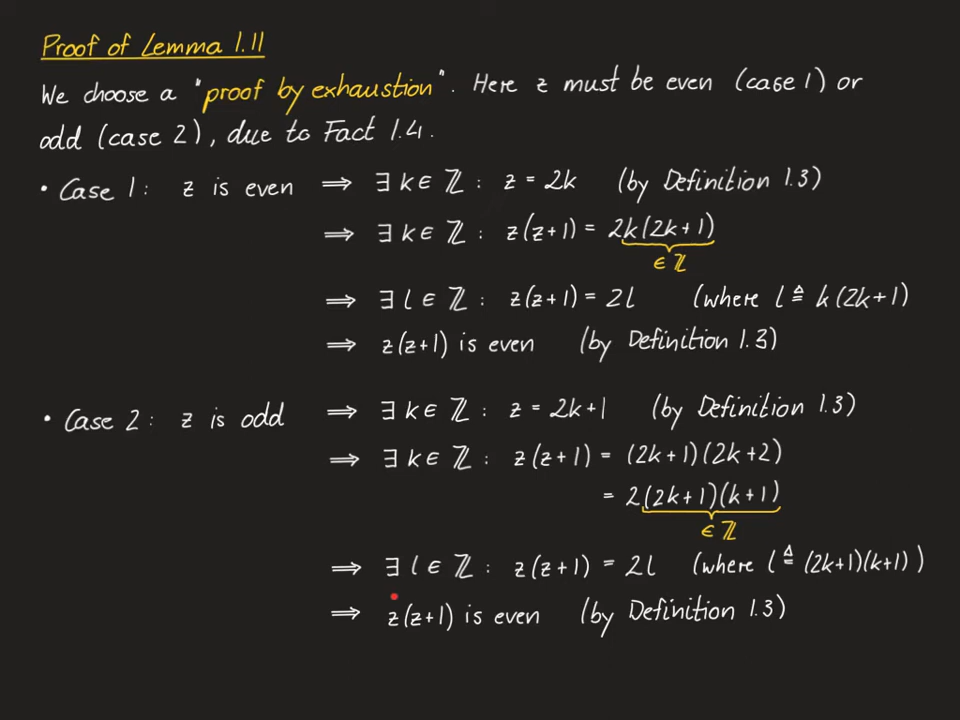 Proof of Lemma 1.11
We choose a "proof by exhaustion". Here z must be even (case 1) or
odd (case 2), due to Fact 1.4.
• Case 1: z is even ⟹ ∃ k ∈ ℤ : z = 2k (by Definition 1.3)
⟹ ∃ k ∈ ℤ : z(z+1) = 2k(2k+1)
∈ ℤ
⟹ ∃ l ∈ ℤ : z(z+1) = 2l (where l ≜ k(2k+1)
⟹ z(z+1) is even (by Definition 1.3)
• Case 2: z is odd ⟹ ∃ k ∈ ℤ : z = 2k+1 (by Definition 1.3)
⟹ ∃ k ∈ ℤ : z(z+1) = (2k+1)(2k+2)
= 2(2k+1)(k+1)
∈ ℤ
⟹ ∃ l ∈ ℤ : z(z+1) = 2l (where l ≜ (2k+1)(k+1))
⟹ z(z+1) is even (by Definition 1.3)